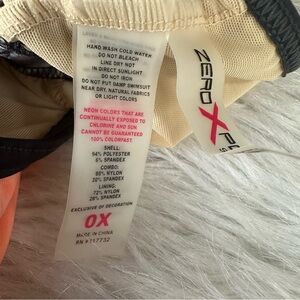 HAND WASH COLD WATER
DO NOT BLEACH
LINE DRY NOT
IN DIRECT SUNLIGHT
DO NOT IRON
DO NOT PUT DAMP SWIMSUIT
NEAR DRY, NATURAL FABRICS
OR LIGHT COLORS
NEON COLORS THAT ARE
CONTINUALLY EXPOSED TO
CHLORINE AND SUN
CANNOT BE GUARANTEED
100% COLORFAST.
SHELL:
94% POLYESTER
6% SPANDEX
COMBO:
80% NYLON
20% SPANDEX
LINING:
72% NYLON
28% SPANDEX
EXCLUSIVE OF DECORATION
0X
MADE IN CHINA
RN #117732
ZERO X PL